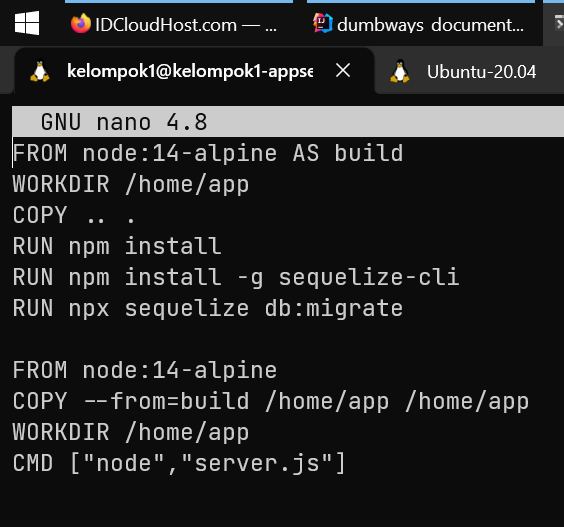 IDCloudHost.com — ...
dumbways document...
kelompok1@kelompok1-appse
Ubuntu-20.04
GNU nano 4.8
FROM node:14-alpine AS build
WORKDIR /home/app
COPY .. .
RUN npm install
RUN npm install -g sequelize-cli
RUN npx sequelize db:migrate
FROM node:14-alpine
COPY --from=build /home/app /home/app
WORKDIR /home/app
CMD ["node","server.js"]